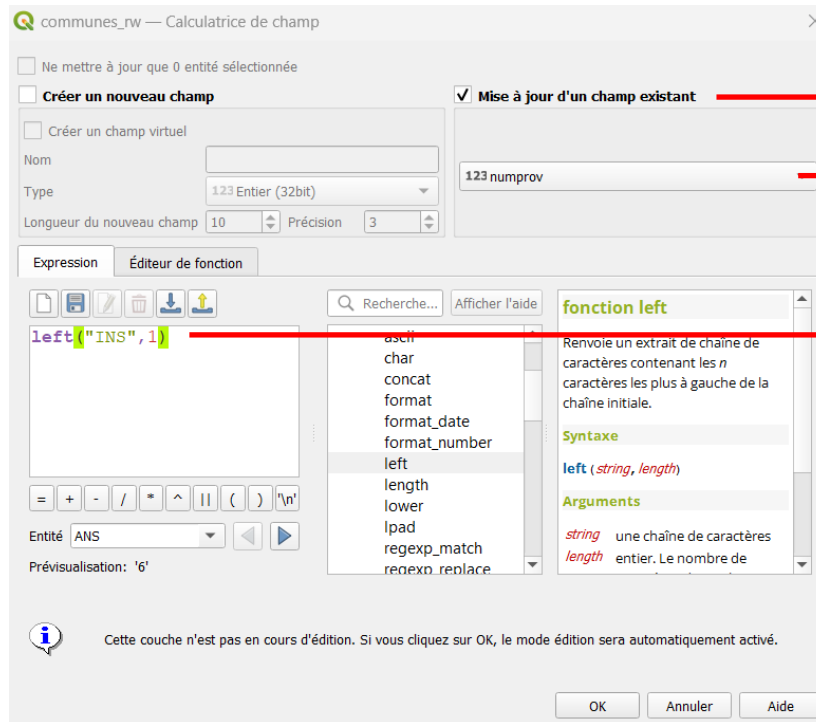 communes_rw — Calculatrice de champ
Ne mettre à jour que 0 entité sélectionnée
Créer un nouveau champ
Créer un champ virtuel
Nom
Type 123 Entier (32bit)
Longueur du nouveau champ 10 Précision 3
Mise à jour d'un champ existant
123 numprov
Expression Éditeur de fonction
left("INS",1)
= + - / * ^ || ( ) '\n'
Entité ANS
Prévisualisation: '6'
Recherche... Afficher l'aide
ascii
char
concat
format
format_date
format_number
left
length
lower
lpad
regexp_match
regexp_replace
fonction left
Renvoie un extrait de chaîne de
caractères contenant les n
caractères les plus à gauche de la
chaîne initiale.
Syntaxe
left (string, length)
Arguments
string une chaîne de caractères
length entier. Le nombre de
Cette couche n'est pas en cours d'édition. Si vous cliquez sur OK, le mode édition sera automatiquement activé.
OK Annuler Aide